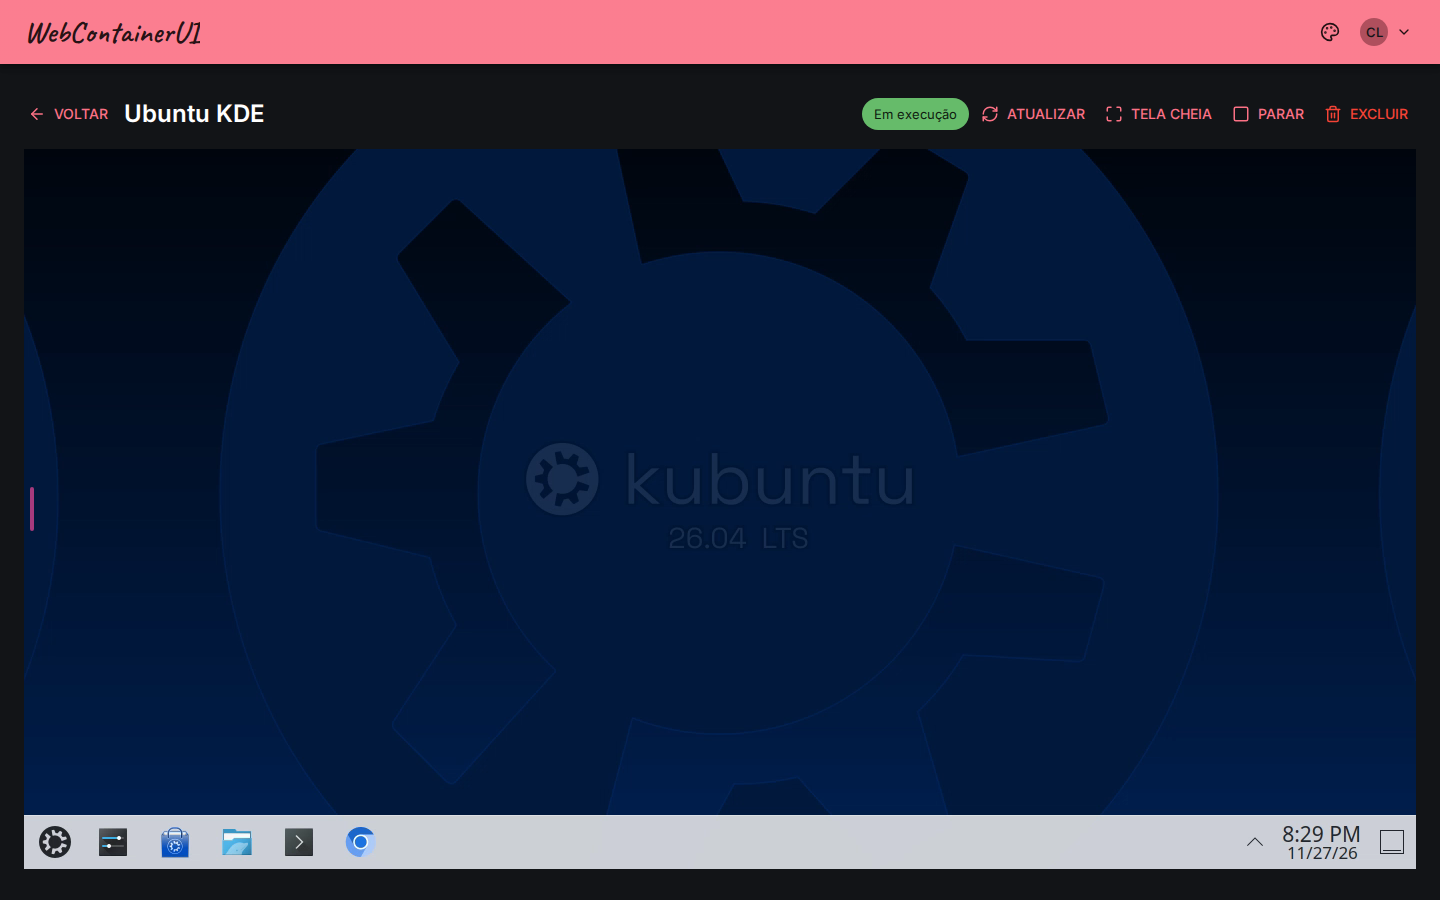 WebContainerUI
CL
VOLTAR
Ubuntu KDE
Em execução
ATUALIZAR
TELA CHEIA
PARAR
EXCLUIR
kubuntu
26.04 LTS
8:29 PM
11/27/26